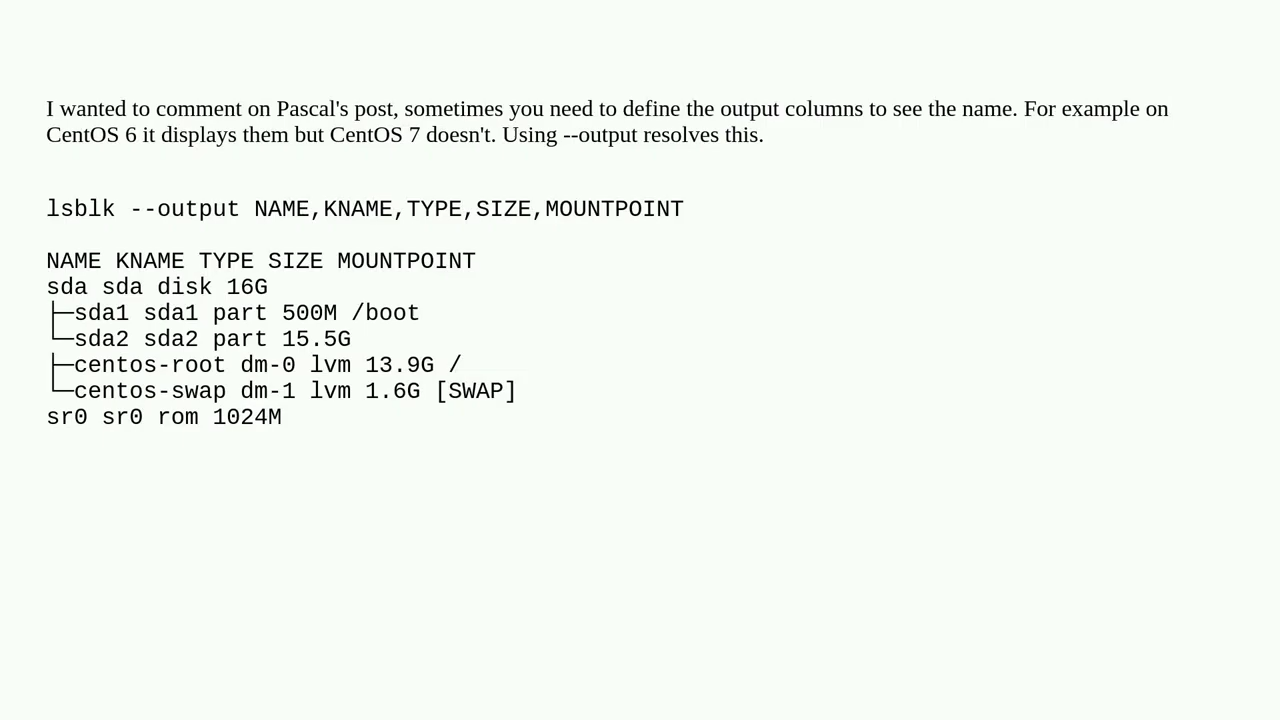 I wanted to comment on Pascal's post, sometimes you need to define the output columns to see the name. For example on
CentOS 6 it displays them but CentOS 7 doesn't. Using --output resolves this.
lsblk --output NAME,KNAME,TYPE,SIZE,MOUNTPOINT
NAME KNAME TYPE SIZE MOUNTPOINT
sda sda disk 16G
├─sda1 sda1 part 500M /boot
└─sda2 sda2 part 15.5G
├─centos-root dm-0 lvm 13.9G /
└─centos-swap dm-1 lvm 1.6G [SWAP]
sr0 sr0 rom 1024M